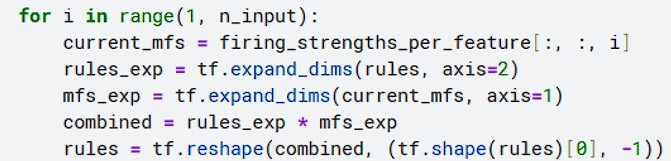 for i in range(1, n_input):
    current_mfs = firing_strengths_per_feature[:, :, i]
    rules_exp = tf.expand_dims(rules, axis=2)
    mfs_exp = tf.expand_dims(current_mfs, axis=1)
    combined = rules_exp * mfs_exp
    rules = tf.reshape(combined, (tf.shape(rules)[0], -1))